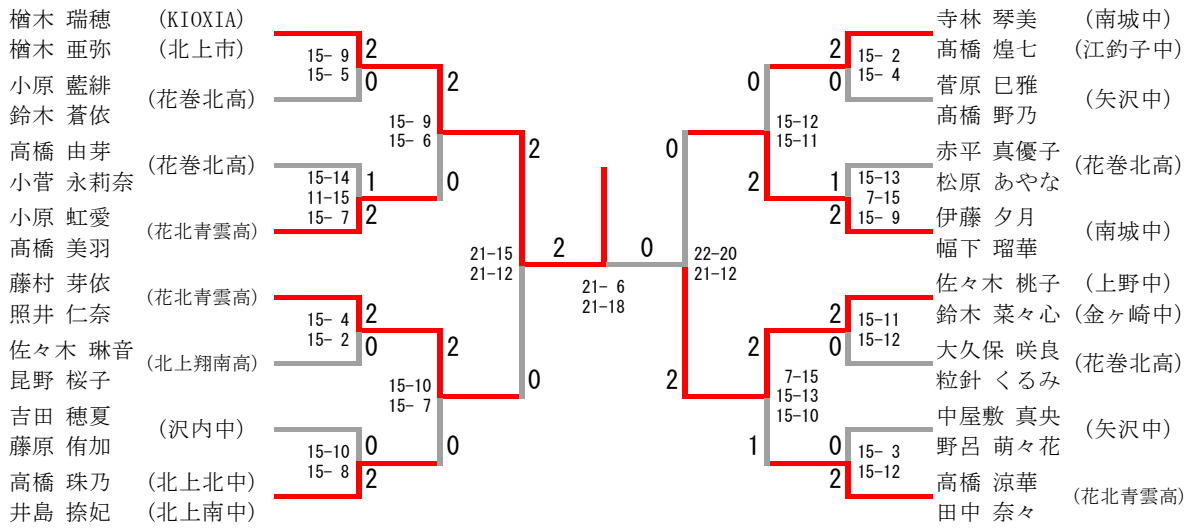 楢木 瑞穂 (KIOXIA)
楢木 亜弥 (北上市)
小原 藍緋
鈴木 蒼依
(花巻北高)
高橋 由芽
小菅 永莉奈
(花巻北高)
小原 虹愛
髙橋 美羽
(花北青雲高)
藤村 芽依
照井 仁奈
(花北青雲高)
佐々木 琳音
昆野 桜子
(北上翔南高)
吉田 穂夏
藤原 侑加
(沢内中)
高橋 珠乃 (北上北中)
井島 捺妃 (北上南中)
15- 9
15- 5
2
0
15-14
11-15
15- 7
1
2
15- 4
15- 2
2
0
15-10
15- 8
0
2
15- 9
15- 6
2
0
15-10
15- 7
2
0
21-15
21-12
2
0
2
0
21- 6
21-18
22-20
21-12
0
2
15-12
15-11
0
2
7-15
15-13
15-10
2
1
15- 2
15- 4
2
0
15-13
7-15
15- 9
1
2
15-11
15-12
2
0
15- 3
15-12
0
2
寺林 琴美 (南城中)
髙橋 煌七 (江釣子中)
菅原 巳雅
髙橋 野乃
(矢沢中)
赤平 真優子
松原 あやな
(花巻北高)
伊藤 夕月
幅下 瑠華
(南城中)
佐々木 桃子 (上野中)
鈴木 菜々心 (金ヶ崎中)
大久保 咲良
粒針 くるみ
(花巻北高)
中屋敷 真央
野呂 萌々花
(矢沢中)
高橋 涼華
田中 奈々
(花北青雲高)